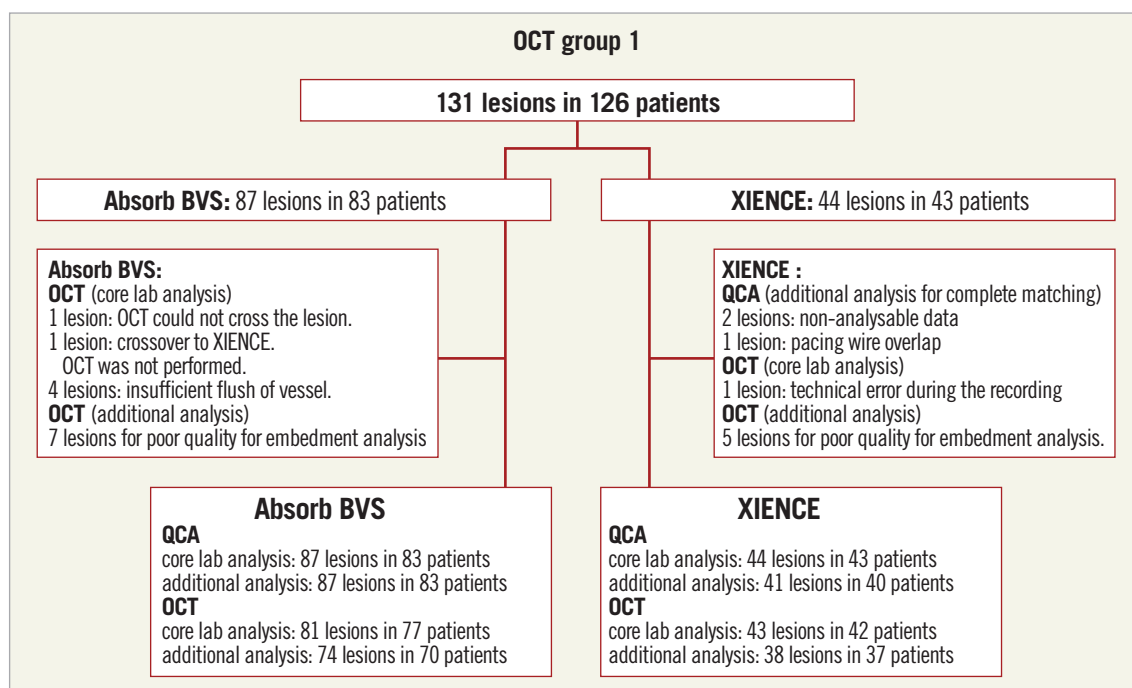 OCT group 1
131 lesions in 126 patients
Absorb BVS: 87 lesions in 83 patients
XIENCE: 44 lesions in 43 patients
Absorb BVS:
OCT (core lab analysis)
1 lesion: OCT could not cross the lesion.
1 lesion: crossover to XIENCE.
OCT was not performed.
4 lesions: insufficient flush of vessel.
OCT (additional analysis)
7 lesions for poor quality for embedment analysis
XIENCE :
QCA (additional analysis for complete matching)
2 lesions: non-analysable data
1 lesion: pacing wire overlap
OCT (core lab analysis)
1 lesion: technical error during the recording
OCT (additional analysis)
5 lesions for poor quality for embedment analysis.
Absorb BVS
QCA
core lab analysis: 87 lesions in 83 patients
additional analysis: 87 lesions in 83 patients
OCT
core lab analysis: 81 lesions in 77 patients
additional analysis: 74 lesions in 70 patients
XIENCE
QCA
core lab analysis: 44 lesions in 43 patients
additional analysis: 41 lesions in 40 patients
OCT
core lab analysis: 43 lesions in 42 patients
additional analysis: 38 lesions in 37 patients